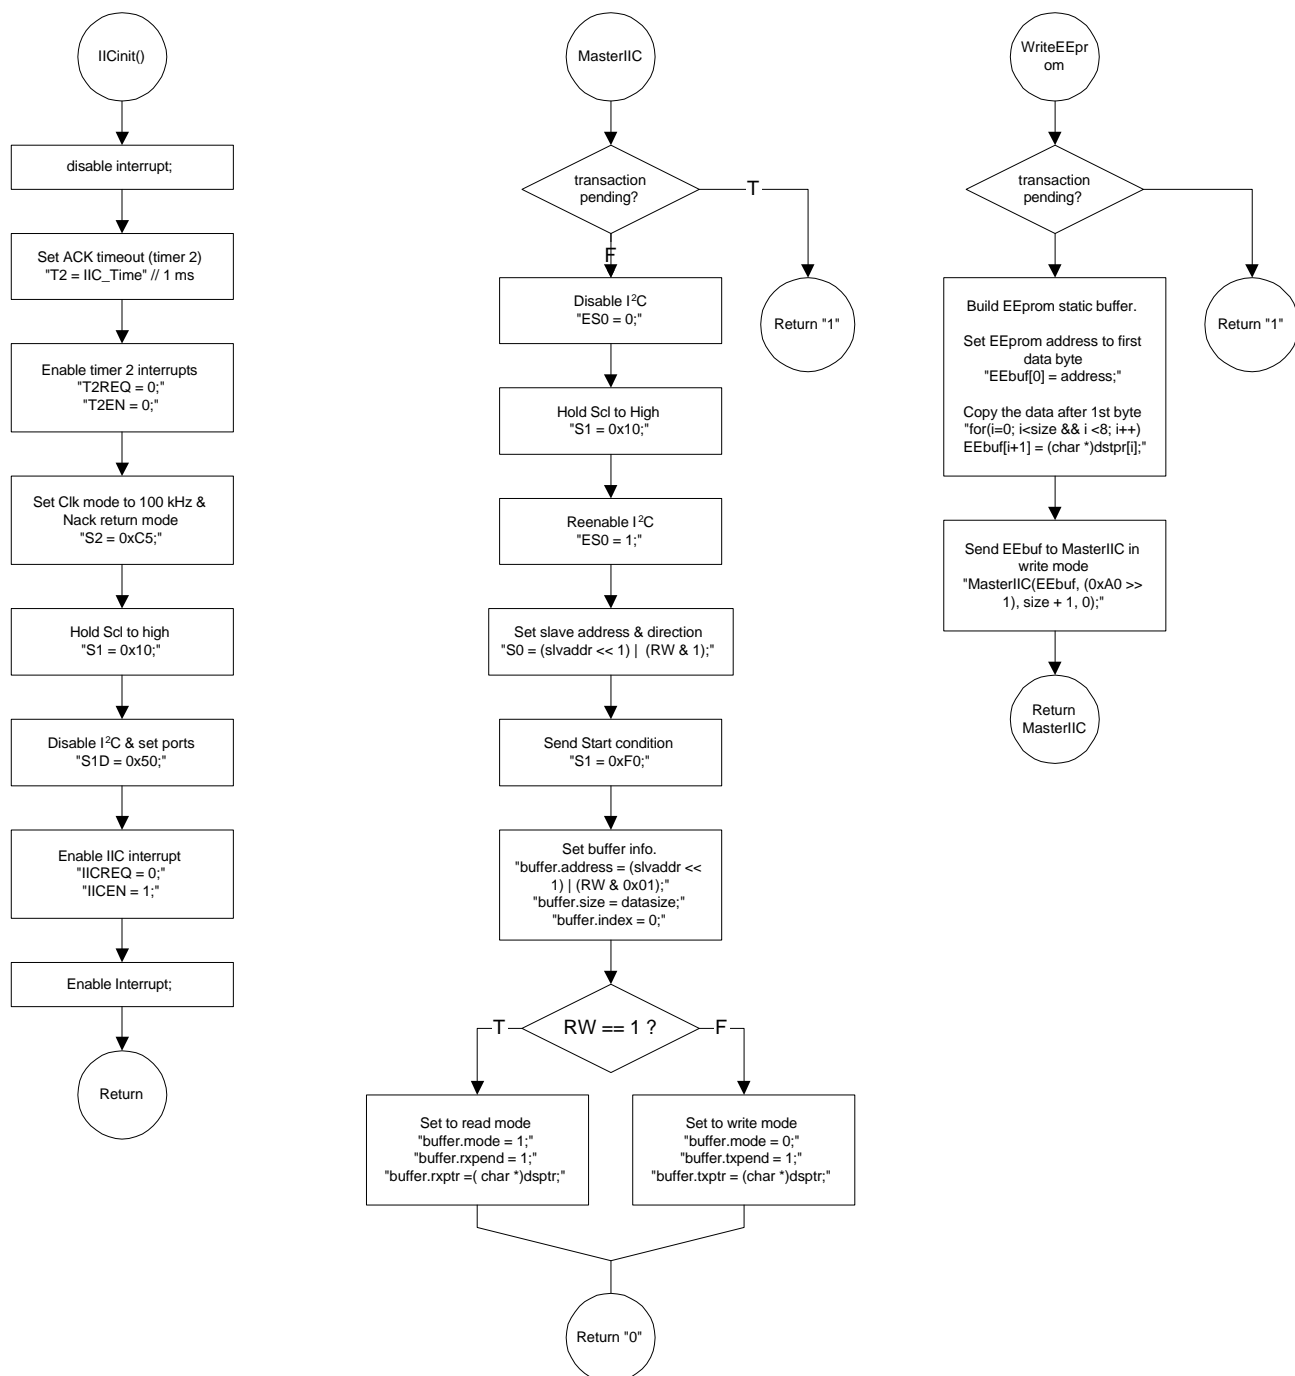 IICinit()
disable interrupt;
Set ACK timeout (timer 2)
"T2 = IIC_Time" // 1 ms
Enable timer 2 interrupts
"T2REQ = 0;"
"T2EN = 0;"
Set Clk mode to 100 kHz &
Nack return mode
"S2 = 0xC5;"
Hold Scl to high
"S1 = 0x10;"
Disable I²C & set ports
"S1D = 0x50;"
Enable IIC interrupt
"IICREQ = 0;"
"IICEN = 1;"
Enable Interrupt;
Return
MasterIIC
transaction
pending?
T
F
Return "1"
Disable I²C
"ES0 = 0;"
Hold Scl to High
"S1 = 0x10;"
Reenable I²C
"ES0 = 1;"
Set slave address & direction
"S0 = (slvaddr << 1) | (RW & 1);"
Send Start condition
"S1 = 0xF0;"
Set buffer info.
"buffer.address = (slvaddr <<
1) | (RW & 0x01);"
"buffer.size = datasize;"
"buffer.index = 0;"
RW == 1 ?
T
F
Set to read mode
"buffer.mode = 1;"
"buffer.rxpend = 1;"
"buffer.rxptr =( char *)dsptr;"
Set to write mode
"buffer.mode = 0;"
"buffer.txpend = 1;"
"buffer.txptr = (char *)dsptr;"
Return "0"
WriteEEpr
om
transaction
pending?
Return "1"
Build EEprom static buffer.
Set EEprom address to first
data byte
"EEbuf[0] = address;"
Copy the data after 1st byte
"for(i=0; i<size && i <8; i++)
EEbuf[i+1] = (char *)dstpr[i];"
Send EEbuf to MasterIIC in
write mode
"MasterIIC(EEbuf, (0xA0 >>
1), size + 1, 0);"
Return
MasterIIC